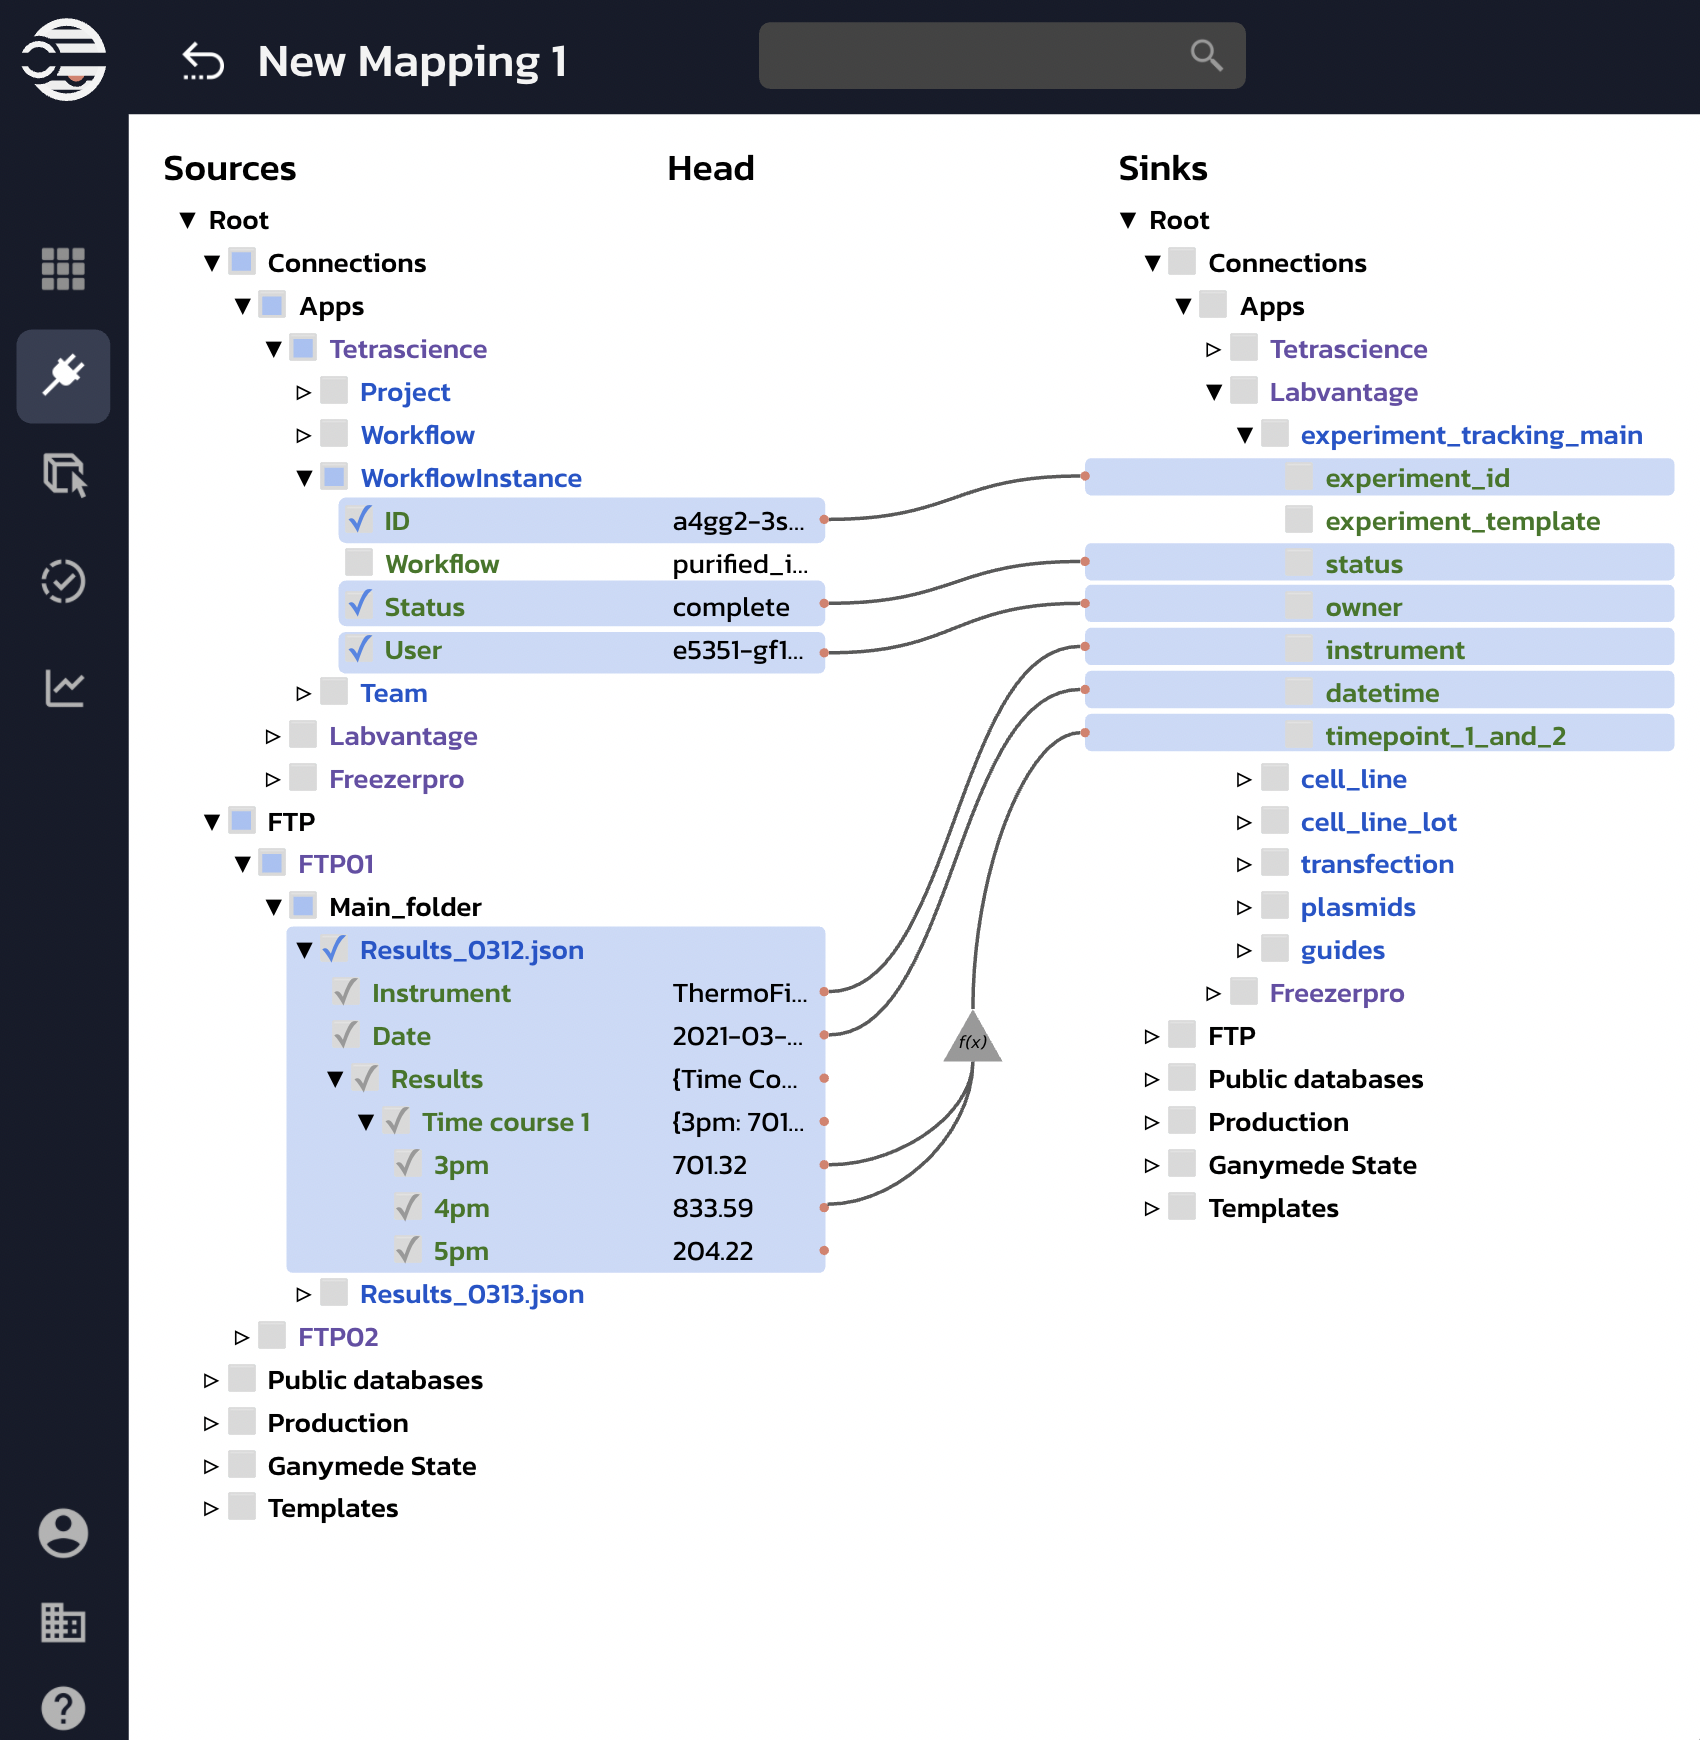 New Mapping 1
Sources Head Sinks
Root Root
Connections Connections
Apps Apps
Tetrascience Tetrascience
Project Labvantage
Workflow experiment_tracking_main
WorkflowInstance experiment_id
ID a4gg2-3s... experiment_template
Workflow purified_i... status
Status complete owner
User e5351-gf1... instrument
Team datetime
Labvantage timepoint_1_and_2
Freezerpro cell_line
FTP cell_line_lot
FTP01 transfection
Main_folder plasmids
Results_0312.json guides
Instrument ThermoFi... Freezerpro
Date 2021-03-... f(x) FTP
Results {Time Co... Public databases
Time course 1 {3pm: 701... Production
3pm 701.32 Ganymede State
4pm 833.59 Templates
5pm 204.22
Results_0313.json
FTP02
Public databases
Production
Ganymede State
Templates